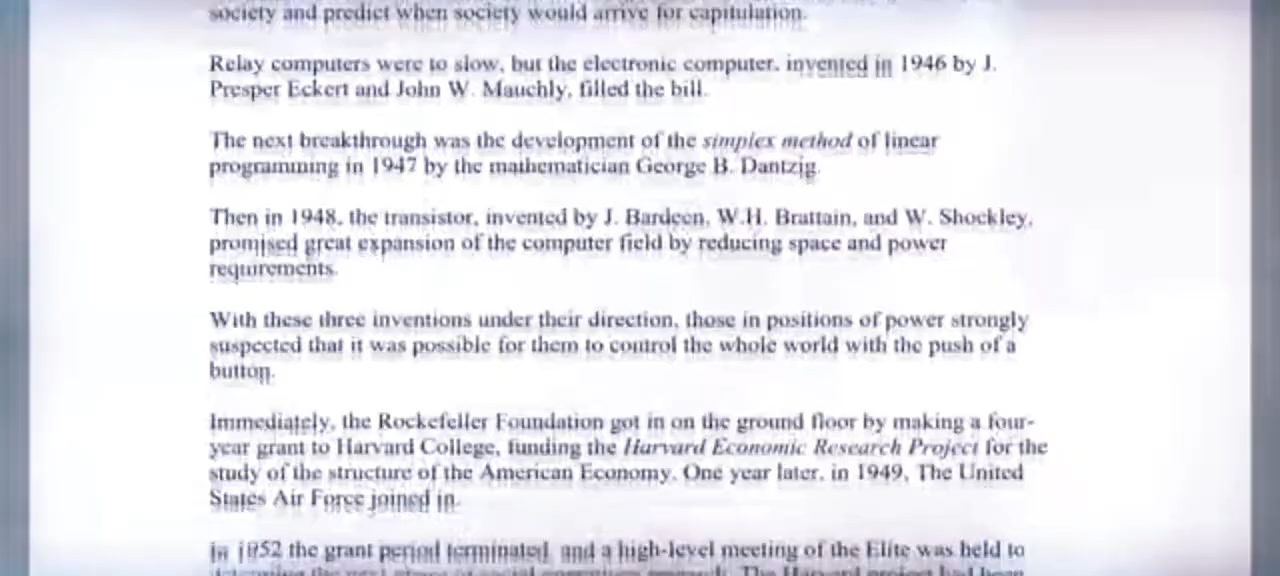 society and predict when society would arrive for capitulation.
Relay computers were to slow, but the electronic computer, invented in 1946 by J.
Presper Eckert and John W. Mauchly, filled the bill.
The next breakthrough was the development of the simplex method of linear
programming in 1947 by the mathematician George B. Dantzig.
Then in 1948, the transistor, invented by J. Bardeen, W.H. Brattain, and W. Shockley,
promised great expansion of the computer field by reducing space and power
requirements.
With these three inventions under their direction, those in positions of power strongly
suspected that it was possible for them to control the whole world with the push of a
button.
Immediately, the Rockefeller Foundation got in on the ground floor by making a four-
year grant to Harvard College, funding the Harvard Economic Research Project for the
study of the structure of the American Economy. One year later, in 1949, The United
States Air Force joined in.
in 1952 the grant period terminated, and a high-level meeting of the Elite was held to
The Harvard project had been